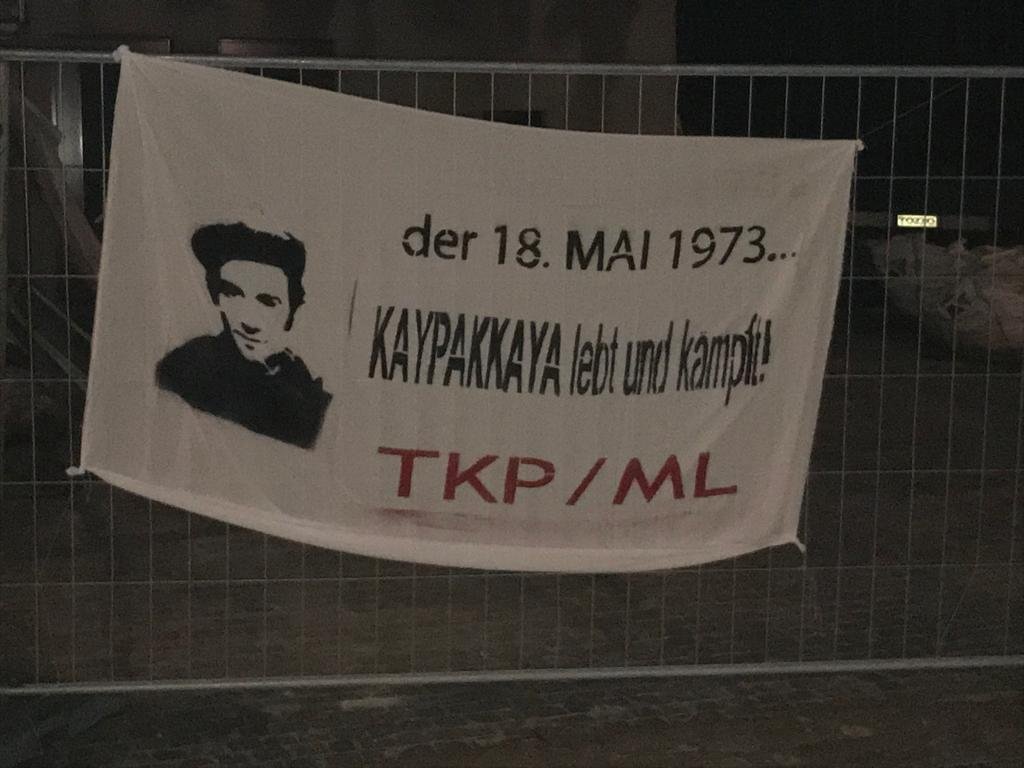 der 18. MAI 1973...
KAYPAKKAYA lebt und kämpft!
TKP/ML